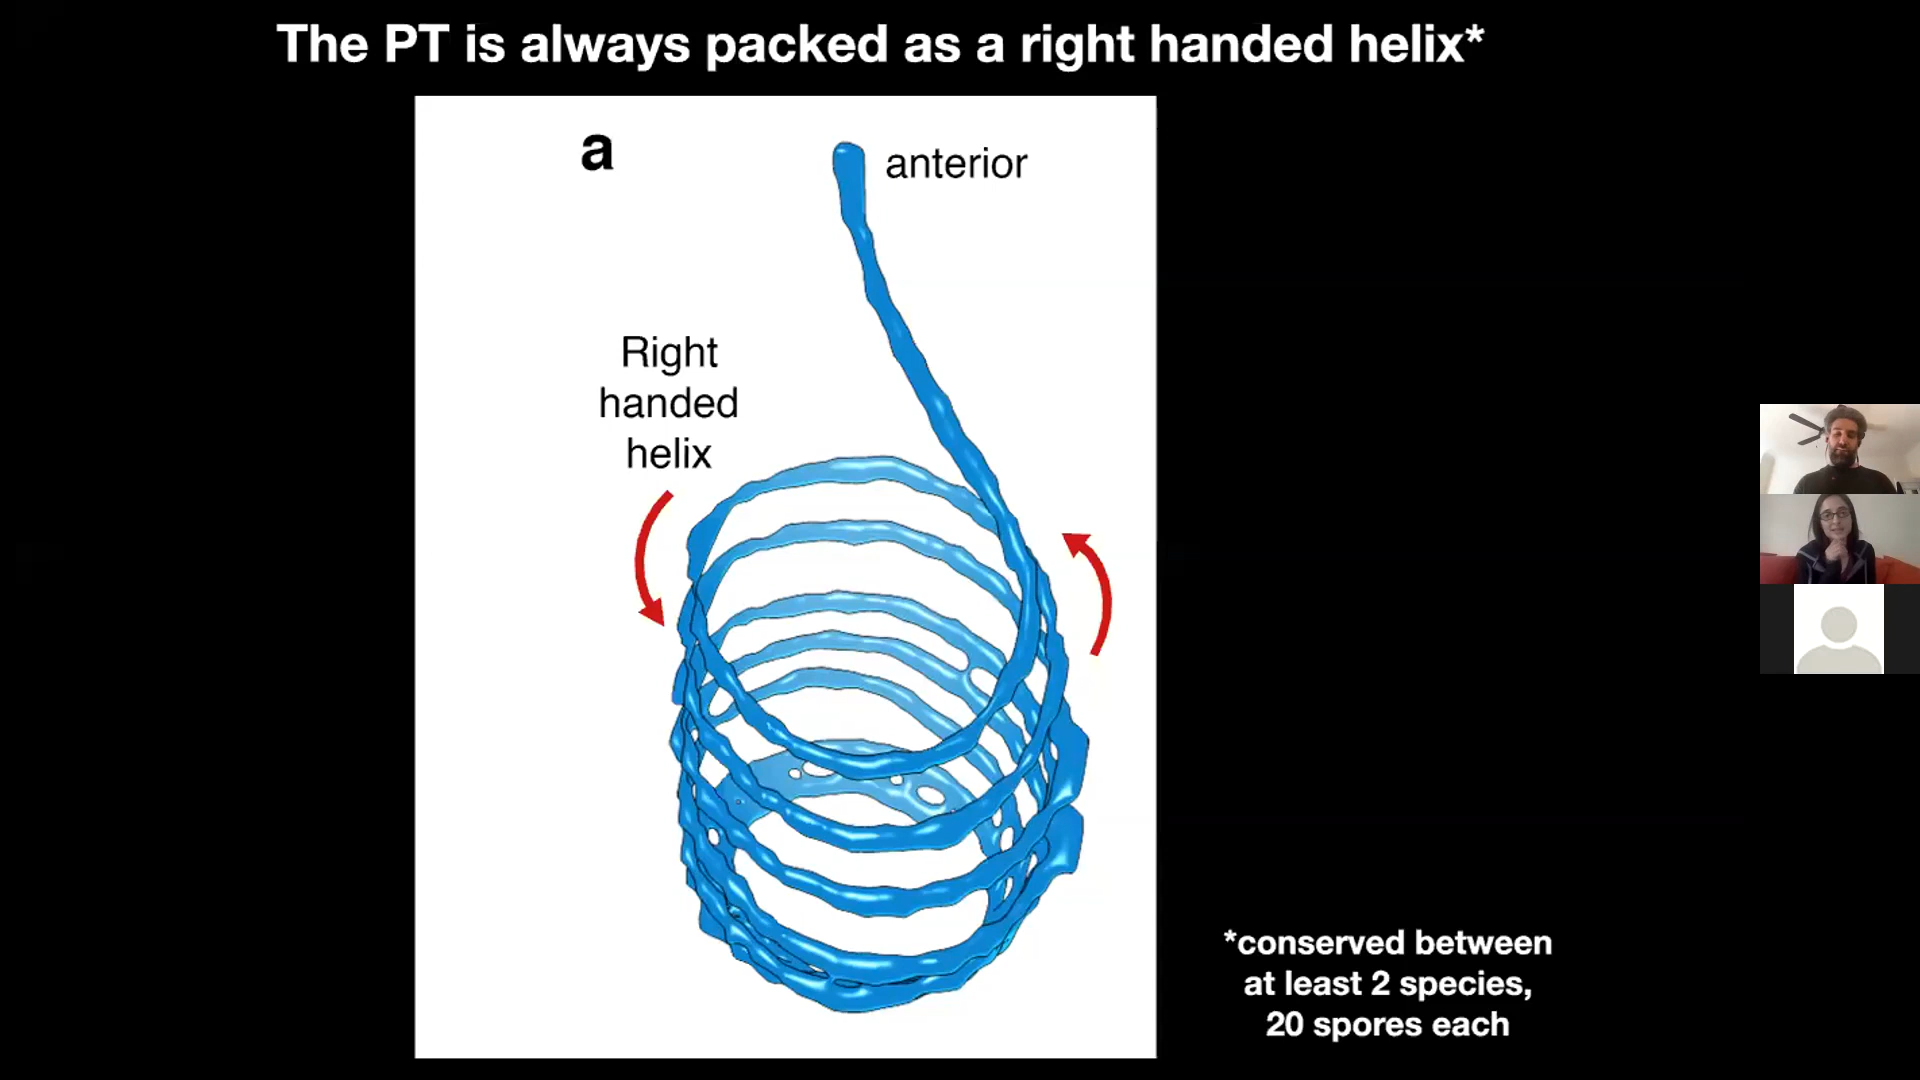 The PT is always packed as a right handed helix*
a
anterior
Right
handed
helix
*conserved between
at least 2 species,
20 spores each